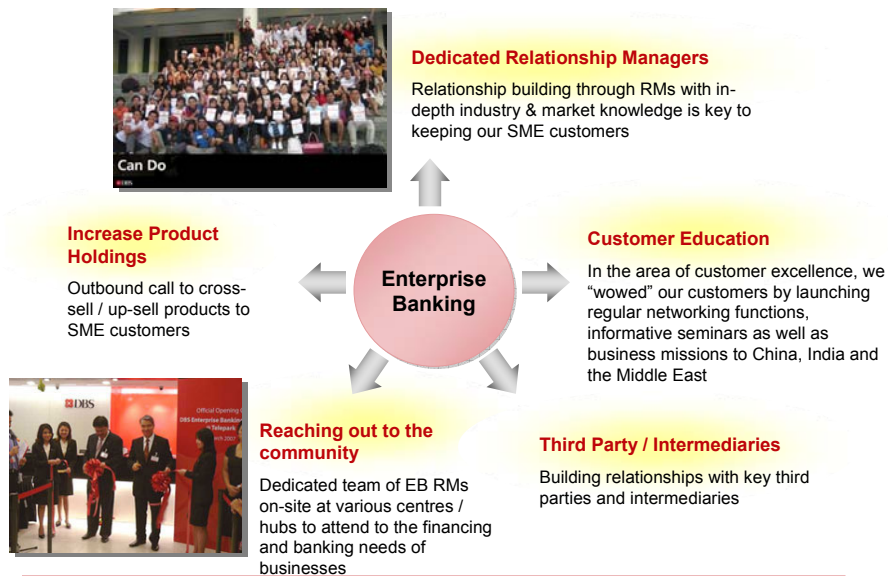 Can Do
DBS
Dedicated Relationship Managers
Relationship building through RMs with in-
depth industry & market knowledge is key to
keeping our SME customers
Increase Product
Holdings
Outbound call to cross-
sell / up-sell products to
SME customers
Enterprise
Banking
Customer Education
In the area of customer excellence, we
“wowed” our customers by launching
regular networking functions,
informative seminars as well as
business missions to China, India and
the Middle East
DBS
Official Opening
DBS Enterprise Banking
Telepark
2007
Reaching out to the
community
Dedicated team of EB RMs
on-site at various centres /
hubs to attend to the financing
and banking needs of
businesses
Third Party / Intermediaries
Building relationships with key third
parties and intermediaries